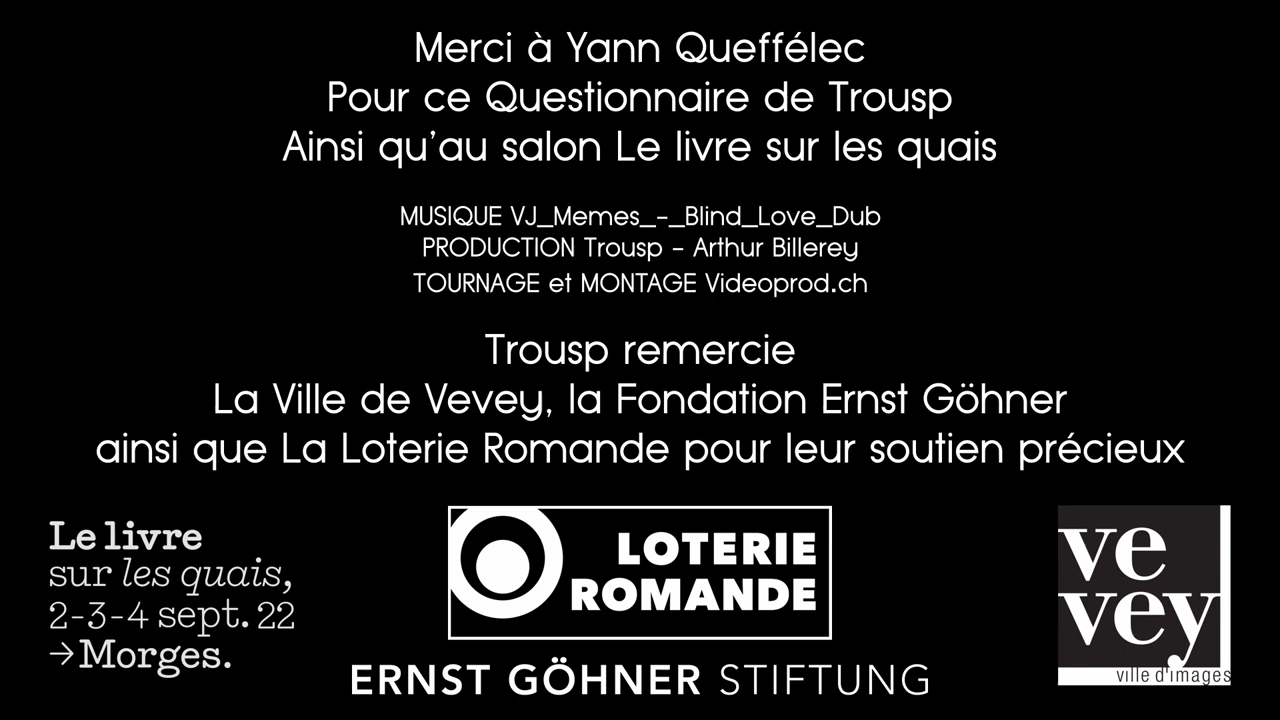 Merci à Yann Queffélec
Pour ce Questionnaire de Trousp
Ainsi qu'au salon Le livre sur les quais
MUSIQUE VJ_Memes_-_Blind_Love_Dub
PRODUCTION Trousp - Arthur Billerey
TOURNAGE et MONTAGE Videoprod.ch
Trousp remercie
La Ville de Vevey, la Fondation Ernst Göhner
ainsi que La Loterie Romande pour leur soutien précieux
Le livre
sur les quais,
2-3-4 sept. 22
→Morges.
LOTERIE
ROMANDE
ERNST GÖHNER STIFTUNG
ve
vey
ville d'images